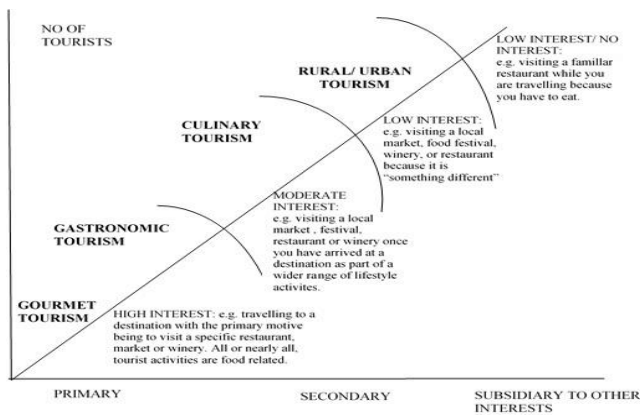 NO OF
TOURISTS
LOW INTEREST/ NO
INTEREST:
e.g. visiting a famillar
restaurant while you
are travelling because
you have to eat.
RURAL/ URBAN
TOURISM
CULINARY
TOURISM
LOW INTEREST:
e.g. visiting a local
market, food festival,
winery, or restaurant
because it is
“something different”
MODERATE
INTEREST:
e.g. visiting a local
market , festival,
restaurant or winery once
you have arrived at a
destination as part of a
wider range of lifestyle
activites.
GASTRONOMIC
TOURISM
GOURMET
TOURISM
HIGH INTEREST: e.g. travelling to a
destination with the primary motive
being to visit a specific restaurant,
market or winery. All or nearly all,
tourist activities are food related.
PRIMARY
SECONDARY
SUBSIDIARY TO OTHER
INTERESTS